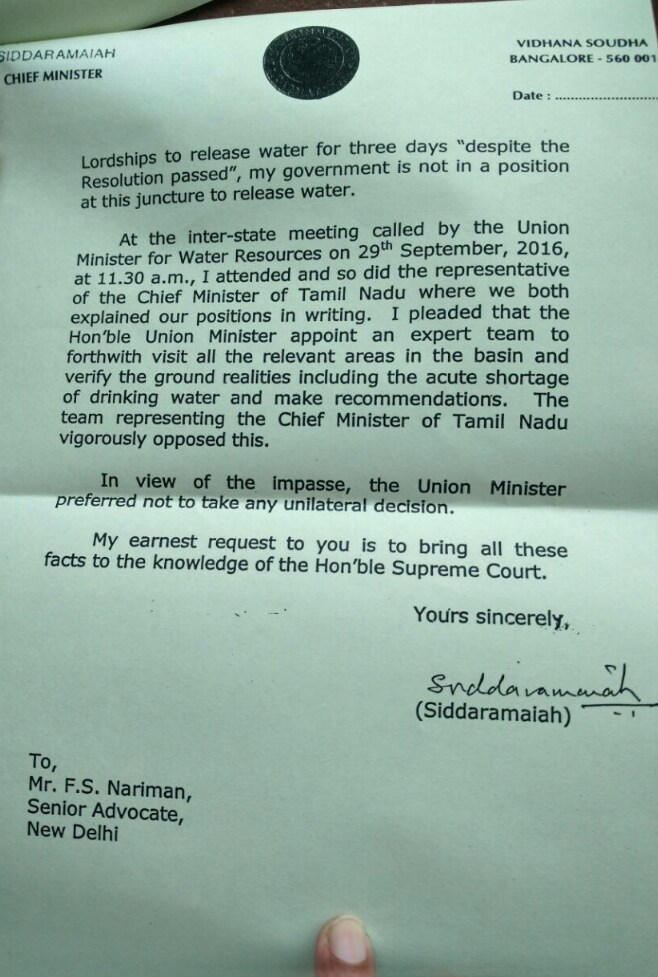 SIDDARAMAIAH
CHIEF MINISTER
VIDHANA SOUDHA
BANGALORE - 560 001
Date : ................................
Lordships to release water for three days “despite the
Resolution passed”, my government is not in a position
at this juncture to release water.
At the inter-state meeting called by the Union
Minister for Water Resources on 29th September, 2016,
at 11.30 a.m., I attended and so did the representative
of the Chief Minister of Tamil Nadu where we both
explained our positions in writing. I pleaded that the
Hon’ble Union Minister appoint an expert team to
forthwith visit all the relevant areas in the basin and
verify the ground realities including the acute shortage
of drinking water and make recommendations. The
team representing the Chief Minister of Tamil Nadu
vigorously opposed this.
In view of the impasse, the Union Minister
preferred not to take any unilateral decision.
My earnest request to you is to bring all these
facts to the knowledge of the Hon’ble Supreme Court.
Yours sincerely,
Siddaramaiah
(Siddaramaiah)
To,
Mr. F.S. Nariman,
Senior Advocate,
New Delhi